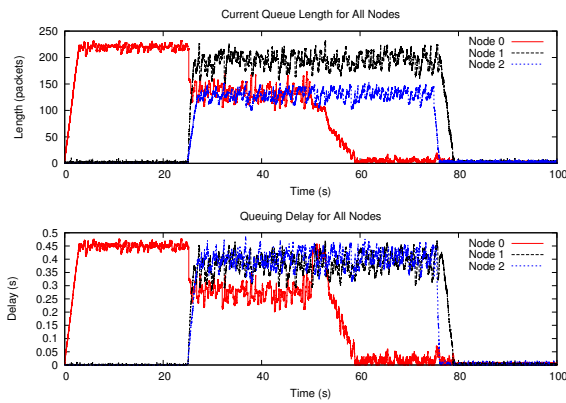 Current Queue Length for All Nodes
250
200
150
100
50
0
Length (packets)
Node 0
Node 1
Node 2
0 20 40 60 80 100
Time (s)
Queuing Delay for All Nodes
0.5
0.45
0.4
0.35
0.3
0.25
0.2
0.15
0.1
0.05
0
Delay (s)
Node 0
Node 1
Node 2
0 20 40 60 80 100
Time (s)